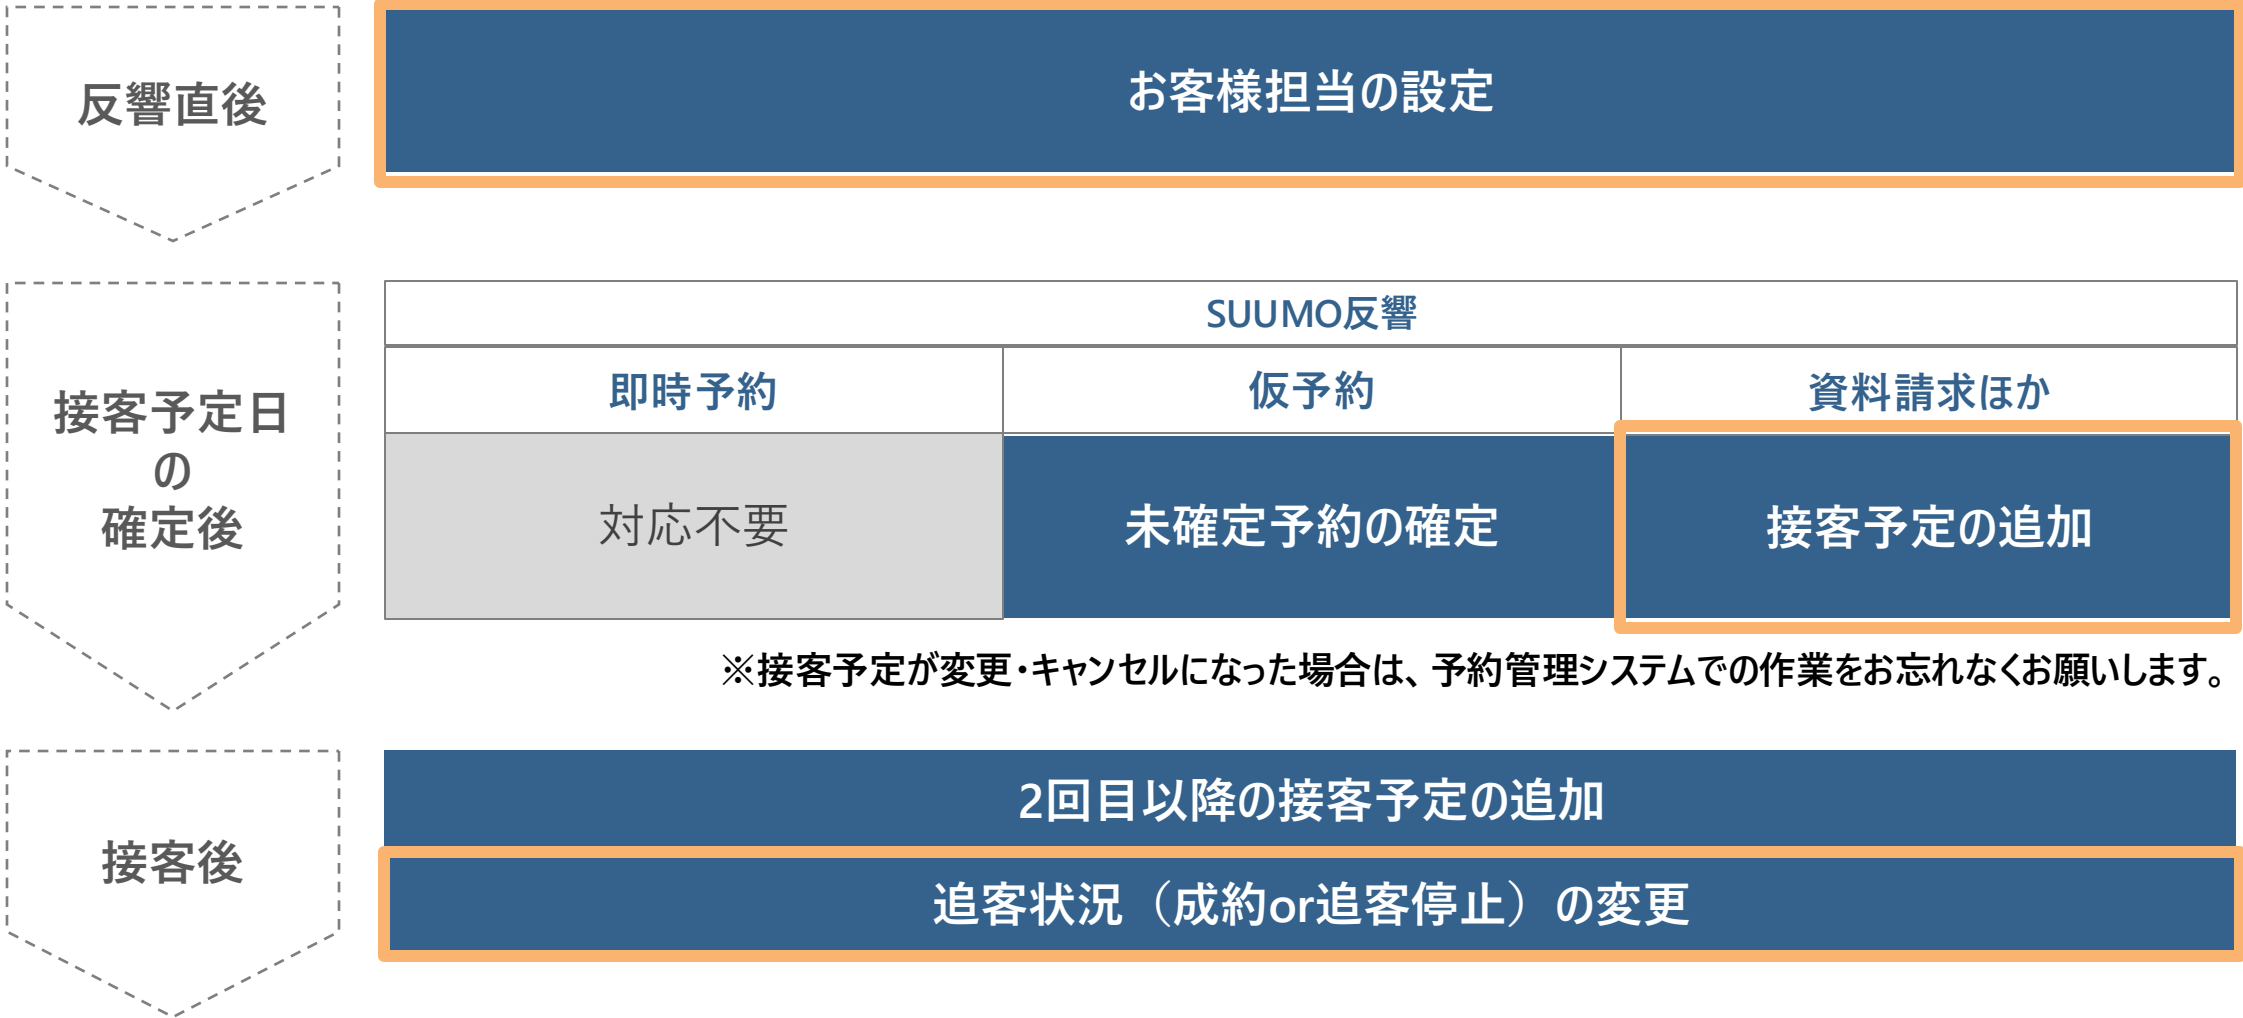 反響直後
お客様担当の設定
接客予定日
の
確定後
SUUMO反響
即時予約
仮予約
資料請求ほか
対応不要
未確定予約の確定
接客予定の追加
※接客予定が変更・キャンセルになった場合は、予約管理システムでの作業をお忘れなくお願いします。
接客後
2回目以降の接客予定の追加
追客状況（成約or追客停止）の変更